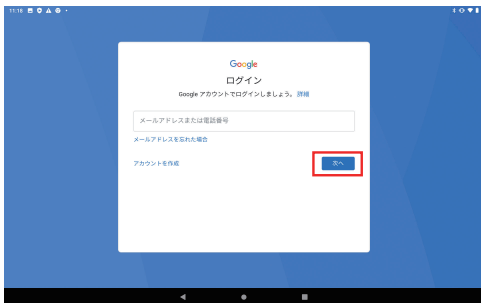 11:18
Google
ログイン
Google アカウントでログインしましょう。 詳細
メールアドレスまたは電話番号
メールアドレスを忘れた場合
アカウントを作成
次へ